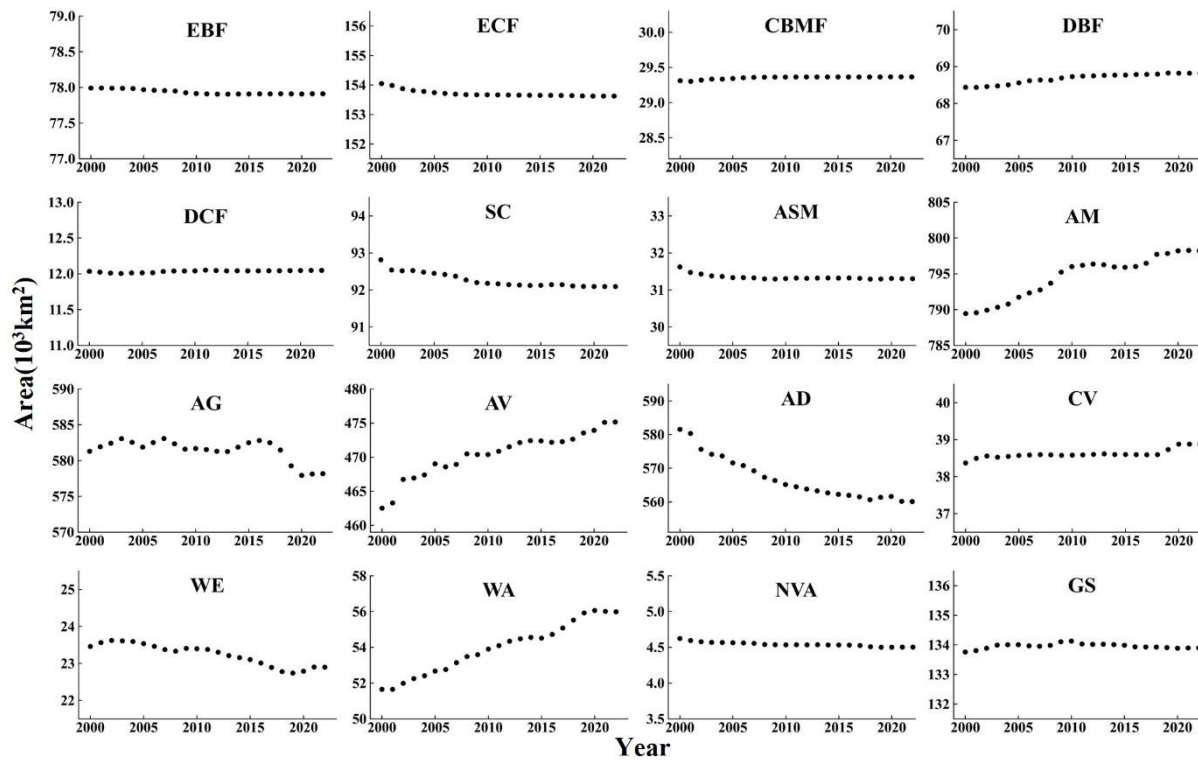 EBF
79.0
78.5
78.0
77.5
77.0
2000 2005 2010 2015 2020
ECF
156
155
154
153
152
2000 2005 2010 2015 2020
CBMF
30.0
29.5
29.0
28.5
2000 2005 2010 2015 2020
DBF
70
69
68
67
2000 2005 2010 2015 2020
DCF
13.0
12.5
12.0
11.5
11.0
2000 2005 2010 2015 2020
SC
94
93
92
91
2000 2005 2010 2015 2020
ASM
33
32
31
30
2000 2005 2010 2015 2020
AM
805
800
795
790
785
2000 2005 2010 2015 2020
Area(10³km²)
AG
590
585
580
575
570
2000 2005 2010 2015 2020
AV
480
475
470
465
460
2000 2005 2010 2015 2020
AD
590
580
570
560
2000 2005 2010 2015 2020
CV
40
39
38
37
2000 2005 2010 2015 2020
WE
25
24
23
22
2000 2005 2010 2015 2020
WA
58
56
54
52
50
2000 2005 2010 2015 2020
NVA
5.5
5.0
4.5
4.0
3.5
2000 2005 2010 2015 2020
GS
136
135
134
133
132
2000 2005 2010 2015 2020
Year